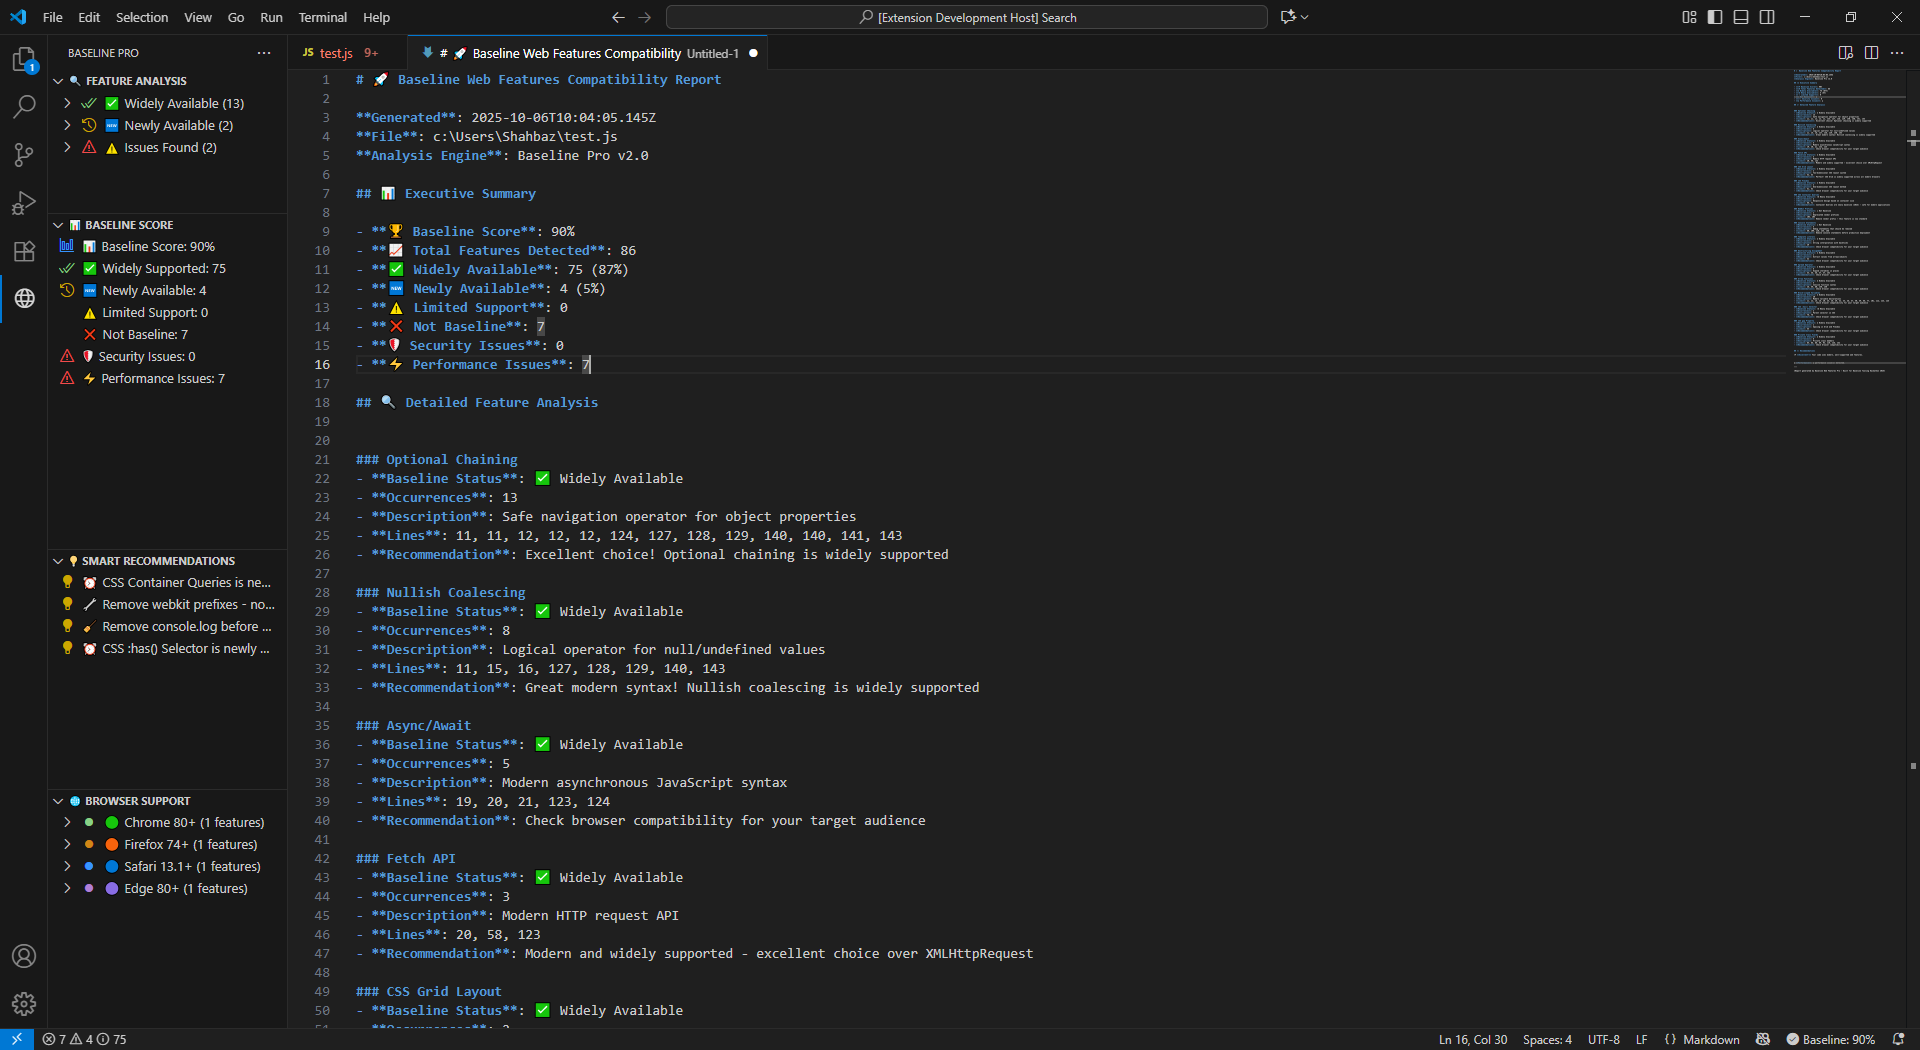 File Edit Selection View Go Run Terminal Help
[Extension Development Host] Search
BASELINE PRO
FEATURE ANALYSIS
Widely Available (13)
Newly Available (2)
Issues Found (2)
BASELINE SCORE
Baseline Score: 90%
Widely Supported: 75
Newly Available: 4
Limited Support: 0
Not Baseline: 7
Security Issues: 0
Performance Issues: 7
SMART RECOMMENDATIONS
CSS Container Queries is ne...
Remove webkit prefixes - no...
Remove console.log before ...
CSS :has() Selector is newly ...
BROWSER SUPPORT
Chrome 80+ (1 features)
Firefox 74+ (1 features)
Safari 13.1+ (1 features)
Edge 80+ (1 features)
JS test.js 9+
# 🚀 Baseline Web Features Compatibility Untitled-1
1 # 🚀 Baseline Web Features Compatibility Report
2
3 **Generated**: 2025-10-06T10:04:05.145Z
4 **File**: c:\Users\Shahbaz\test.js
5 **Analysis Engine**: Baseline Pro v2.0
6
7 ## 📊 Executive Summary
8
9 - **🏆 Baseline Score**: 90%
10 - **📈 Total Features Detected**: 86
11 - **✅ Widely Available**: 75 (87%)
12 - **🆕 Newly Available**: 4 (5%)
13 - **⚠️ Limited Support**: 0
14 - **❌ Not Baseline**: 7
15 - **🛡️ Security Issues**: 0
16 - **⚡ Performance Issues**: 7
17
18 ## 🔍 Detailed Feature Analysis
19
20
21 ### Optional Chaining
22 - **Baseline Status**: ✅ Widely Available
23 - **Occurrences**: 13
24 - **Description**: Safe navigation operator for object properties
25 - **Lines**: 11, 11, 12, 12, 12, 124, 127, 128, 129, 140, 140, 141, 143
26 - **Recommendation**: Excellent choice! Optional chaining is widely supported
27
28 ### Nullish Coalescing
29 - **Baseline Status**: ✅ Widely Available
30 - **Occurrences**: 8
31 - **Description**: Logical operator for null/undefined values
32 - **Lines**: 11, 15, 16, 127, 128, 129, 140, 143
33 - **Recommendation**: Great modern syntax! Nullish coalescing is widely supported
34
35 ### Async/Await
36 - **Baseline Status**: ✅ Widely Available
37 - **Occurrences**: 5
38 - **Description**: Modern asynchronous JavaScript syntax
39 - **Lines**: 19, 20, 21, 123, 124
40 - **Recommendation**: Check browser compatibility for your target audience
41
42 ### Fetch API
43 - **Baseline Status**: ✅ Widely Available
44 - **Occurrences**: 3
45 - **Description**: Modern HTTP request API
46 - **Lines**: 20, 58, 123
47 - **Recommendation**: Modern and widely supported - excellent choice over XMLHttpRequest
48
49 ### CSS Grid Layout
50 - **Baseline Status**: ✅ Widely Available
7 4 75
Ln 16, Col 30 Spaces: 4 UTF-8 LF {} Markdown Baseline: 90%